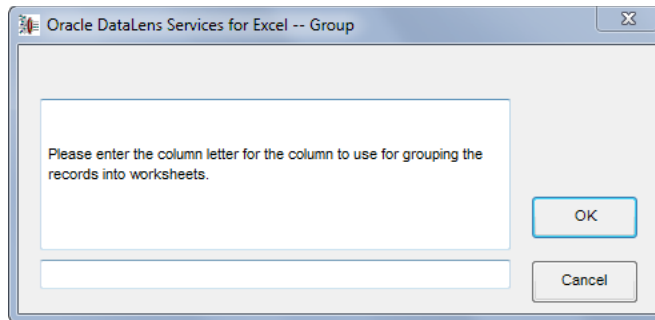 Oracle DataLens Services for Excel -- Group
Please enter the column letter for the column to use for grouping the
records into worksheets.
OK
Cancel